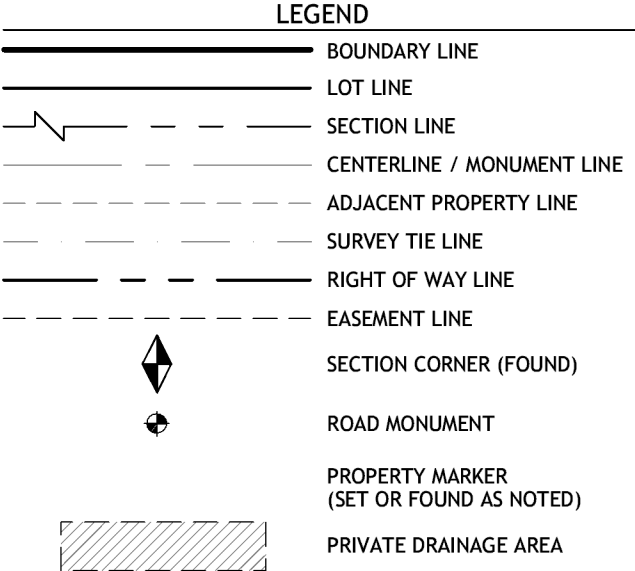 LEGEND
BOUNDARY LINE
LOT LINE
SECTION LINE
CENTERLINE / MONUMENT LINE
ADJACENT PROPERTY LINE
SURVEY TIE LINE
RIGHT OF WAY LINE
EASEMENT LINE
SECTION CORNER (FOUND)
ROAD MONUMENT
PROPERTY MARKER
(SET OR FOUND AS NOTED)
PRIVATE DRAINAGE AREA